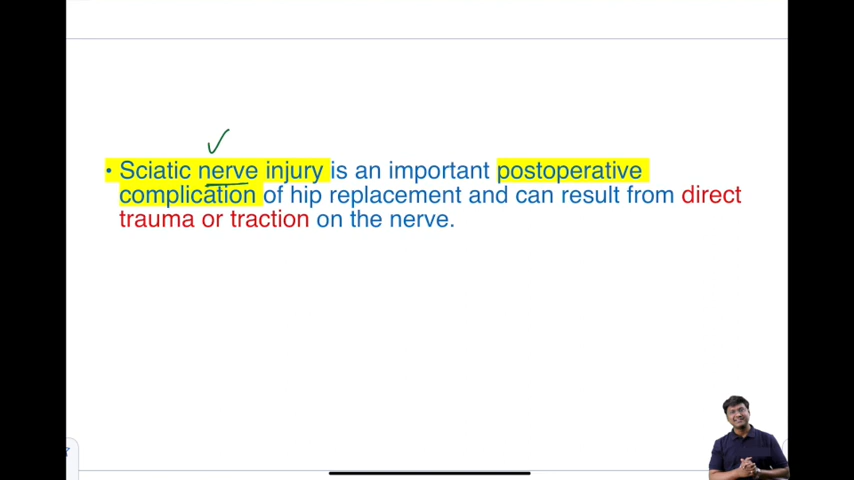 • Sciatic nerve injury is an important postoperative
complication of hip replacement and can result from direct
trauma or traction on the nerve.